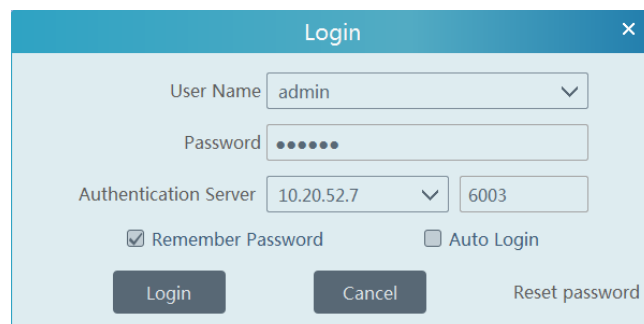 Login
User Name admin
Password ●●●●●●
Authentication Server 10.20.52.7 6003
Remember Password Auto Login
Login Cancel Reset password